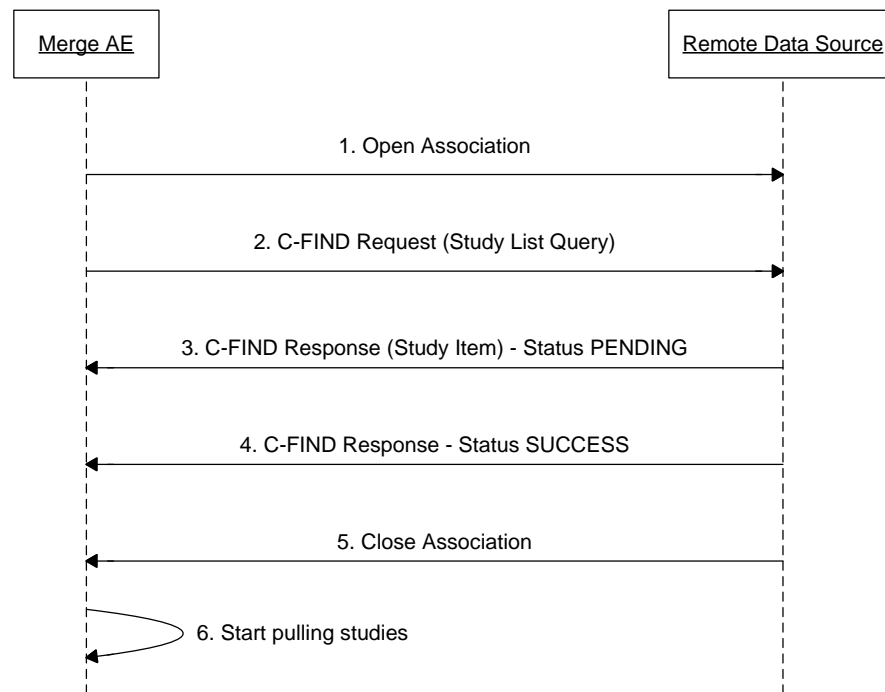 Merge AE
Remote Data Source
1. Open Association
2. C-FIND Request (Study List Query)
3. C-FIND Response (Study Item) - Status PENDING
4. C-FIND Response - Status SUCCESS
5. Close Association
6. Start pulling studies